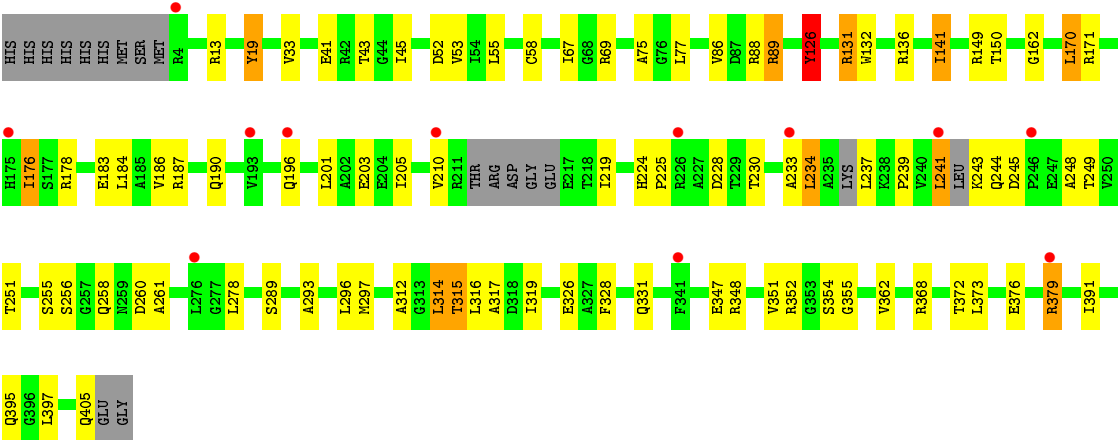 HIS HIS HIS HIS HIS HIS MET SER MET R4 R13 Y19 V33 E41 R42 T43 G44 I45 D52 V53 I54 L55 C58 I67 G68 R69 A75 G76 L77 V86 D87 R88 R89 Y126 R131 W132 R136 I141 R149 T150 G162 L170 R171
H175 I176 S177 R178 E183 L184 A185 V186 R187 Q190 V193 Q196 L201 A202 E203 E204 I205 V210 R211 THR ARG ASP GLY GLU E217 T218 I219 H224 P225 R226 A227 D228 T229 T230 A233 L234 A235 LYS L237 K238 P239 V240 L241 LEU K243 Q244 D245 P246 E247 A248 T249 V250
T251 S255 S256 G257 Q258 N259 D260 A261 L276 G277 L278 S289 A293 L296 M297 A312 G313 L314 T315 L316 A317 D318 I319 E326 A327 F328 Q331 F341 E347 R348 V351 R352 G353 S354 G355 V362 R368 T372 L373 E376 R379 I391
Q395 G396 L397 Q405 GLU GLY